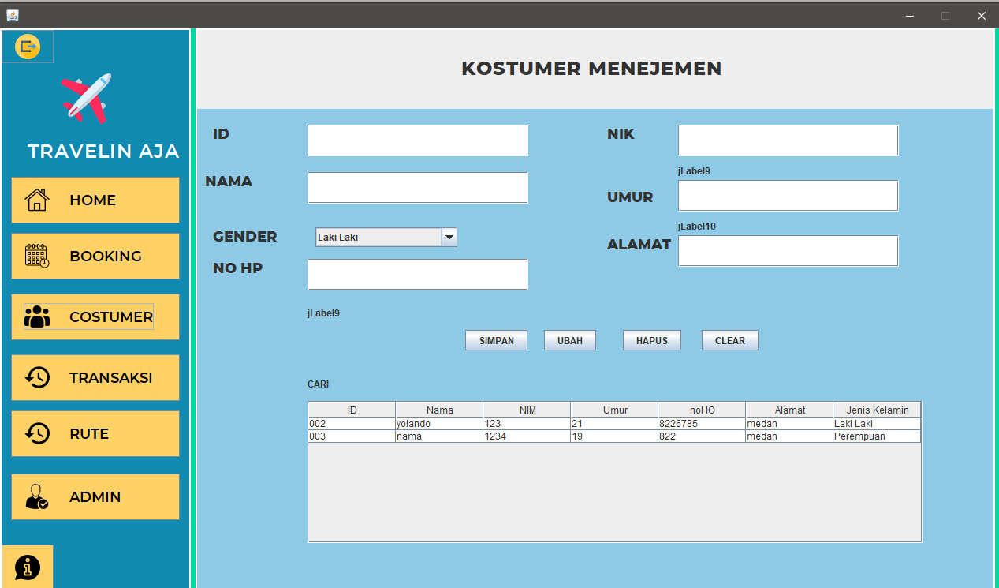 KOSTUMER MENEJEMEN
TRAVELIN AJA
HOME
BOOKING
COSTUMER
TRANSAKSI
RUTE
ADMIN
ID
NIK
NAMA
jLabel9
UMUR
GENDER Laki Laki
jLabel10
ALAMAT
NO HP
jLabel9
SIMPAN UBAH HAPUS CLEAR
CARI
ID Nama NIM Umur noHO Alamat Jenis Kelamin
002 yolando 123 21 8226785 medan Laki Laki
003 nama 1234 19 822 medan Perempuan